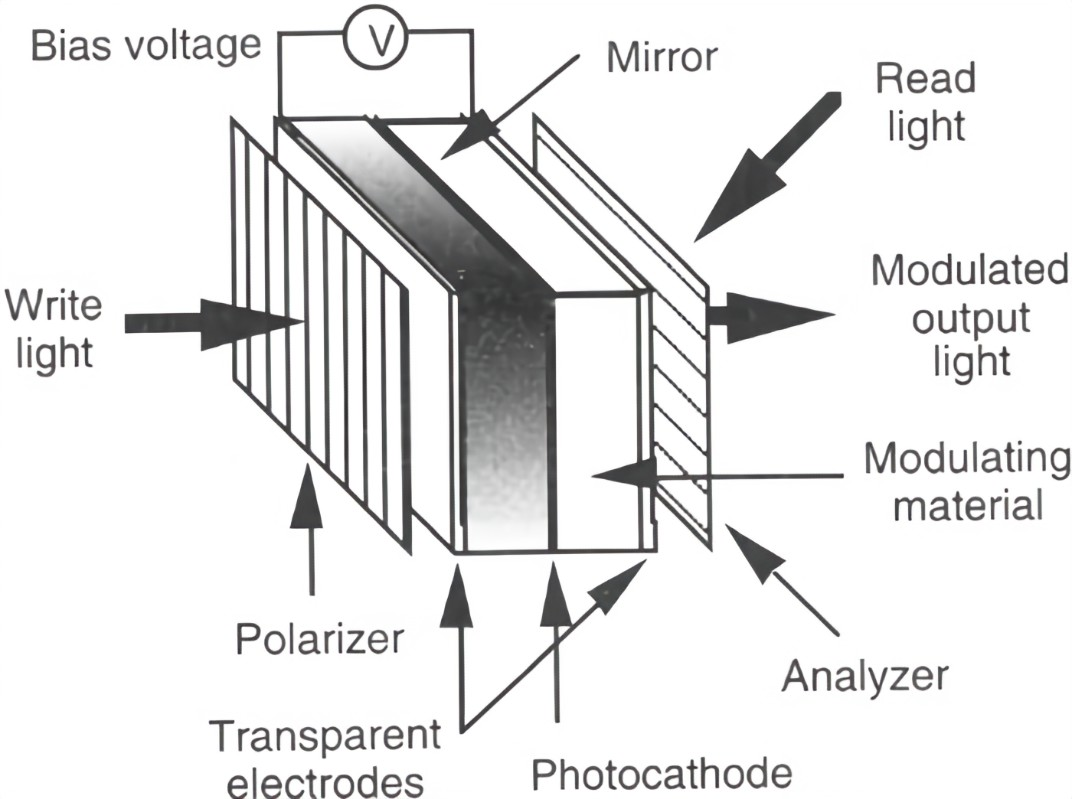 Bias voltage
V
Mirror
Read
light
Write
light
Modulated
output
light
Modulating
material
Polarizer
Analyzer
Transparent
electrodes
Photocathode